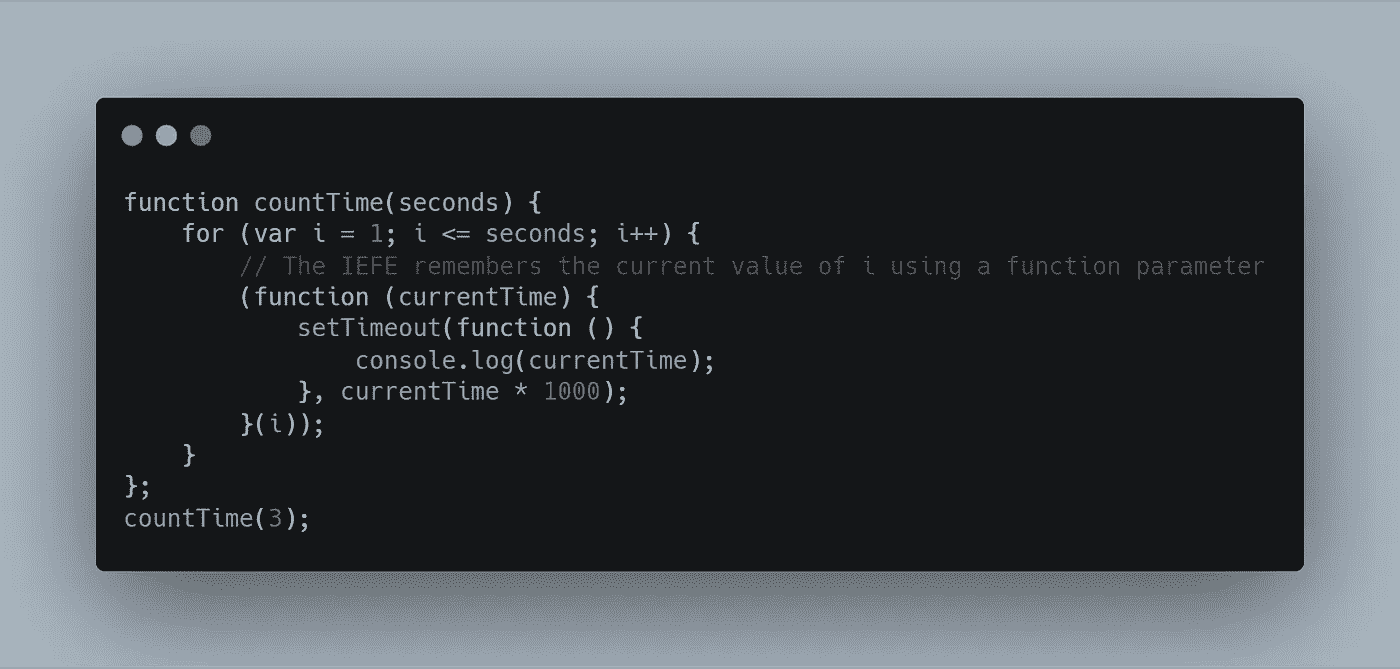 function countTime(seconds) {
    for (var i = 1; i <= seconds; i++) {
        // The IEFE remembers the current value of i using a function parameter
        (function (currentTime) {
            setTimeout(function () {
                console.log(currentTime);
            }, currentTime * 1000);
        }(i));
    }
};
countTime(3);